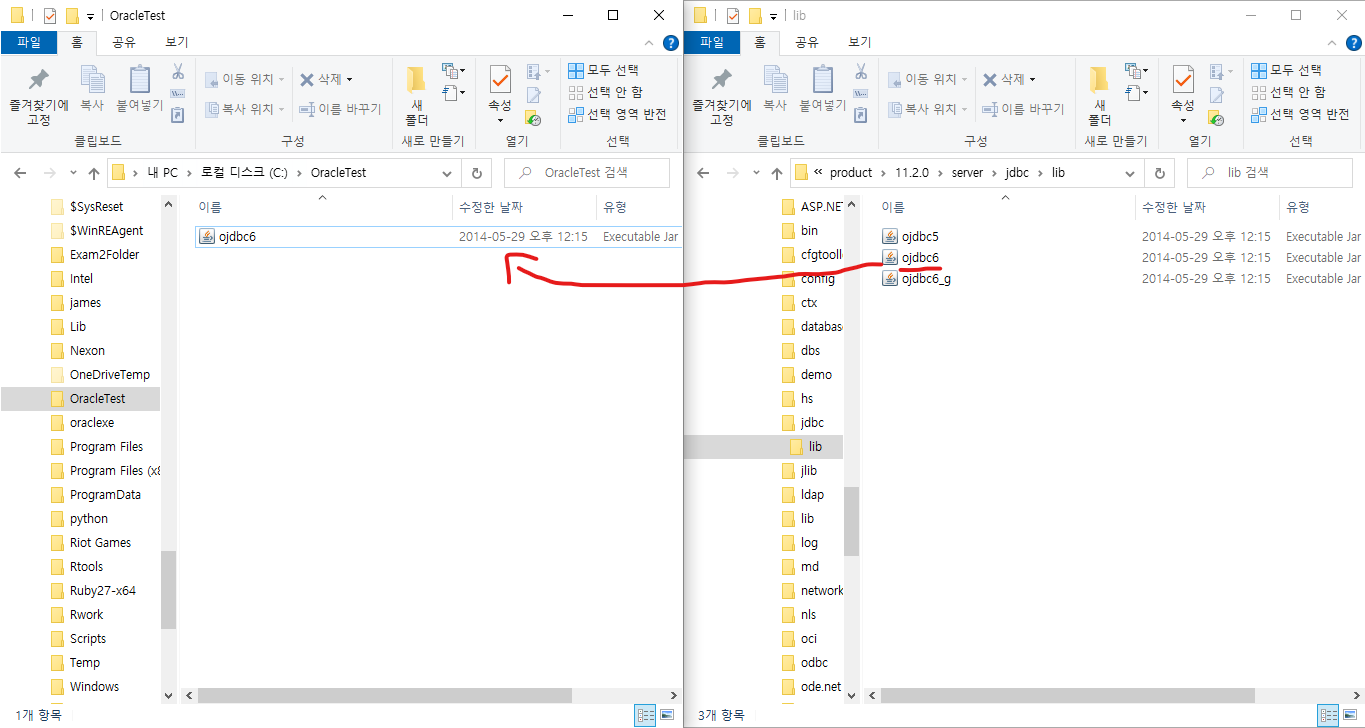 OracleTest
파일 홈 공유 보기
즐겨찾기에 고정
복사
붙여넣기
클립보드
이동 위치
복사 위치
삭제
이름 바꾸기
구성
새 폴더
새로 만들기
속성
열기
모두 선택
선택 안 함
선택 영역 반전
선택
내 PC > 로컬 디스크 (C:) > OracleTest
OracleTest 검색
$SysReset
$WinREAgent
Exam2Folder
Intel
james
Lib
Nexon
OneDriveTemp
OracleTest
oraclexe
Program Files
Program Files (x8
ProgramData
python
Riot Games
Rtools
Ruby27-x64
Rwork
Scripts
Temp
Windows
이름 수정한 날짜 유형
ojdbc6 2014-05-29 오후 12:15 Executable Jar
1개 항목
lib
파일 홈 공유 보기
즐겨찾기에 고정
복사
붙여넣기
클립보드
이동 위치
복사 위치
삭제
이름 바꾸기
구성
새 폴더
새로 만들기
속성
열기
모두 선택
선택 안 함
선택 영역 반전
선택
« product > 11.2.0 > server > jdbc > lib
lib 검색
ASP.NET
bin
cfgtooll
config
ctx
database
dbs
demo
hs
jdbc
lib
jlib
ldap
lib
log
md
network
nls
oci
odbc
ode.net
이름 수정한 날짜 유형
ojdbc5 2014-05-29 오후 12:15 Executable Jar
ojdbc6 2014-05-29 오후 12:15 Executable Jar
ojdbc6_g 2014-05-29 오후 12:15 Executable Jar
3개 항목